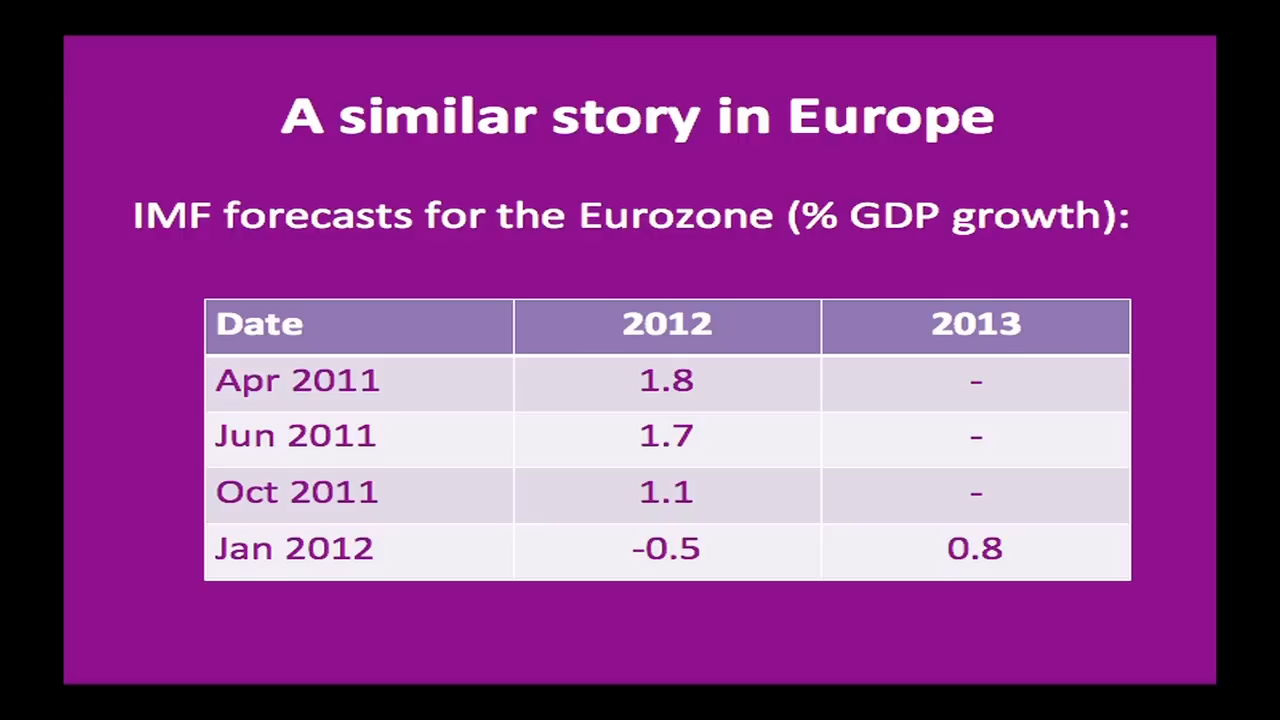 A similar story in Europe
IMF forecasts for the Eurozone (% GDP growth):
Date 2012 2013
Apr 2011 1.8 -
Jun 2011 1.7 -
Oct 2011 1.1 -
Jan 2012 -0.5 0.8